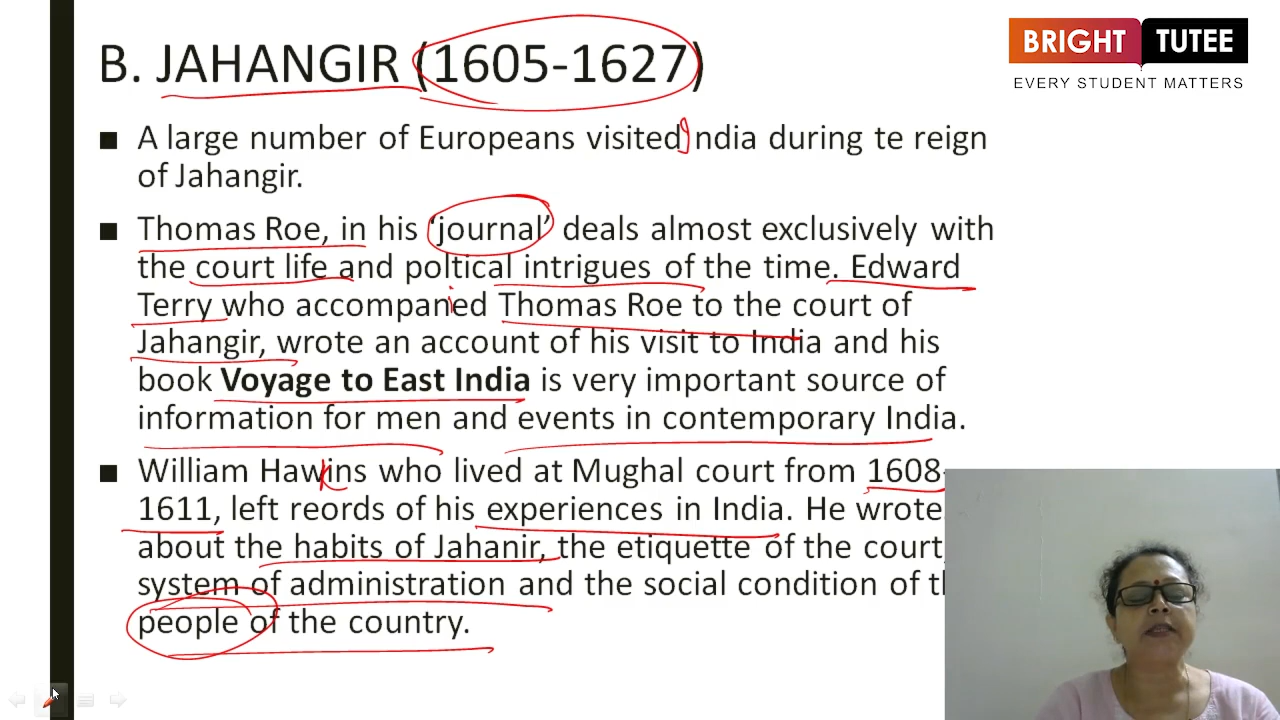 B. JAHANGIR (1605-1627)
BRIGHT TUTEE
EVERY STUDENT MATTERS
■ A large number of Europeans visited ndia during te reign
of Jahangir.
■ Thomas Roe, in his ‘journal’ deals almost exclusively with
the court life and political intrigues of the time. Edward
Terry who accompaned Thomas Roe to the court of
Jahangir, wrote an account of his visit to India and his
book Voyage to East India is very important source of
information for men and events in contemporary India.
■ William Hawins who lived at Mughal court from 1608-
1611, left reords of his experiences in India. He wrote
about the habits of Jahanir, the etiquette of the court,
system of administration and the social condition of
people of the country.